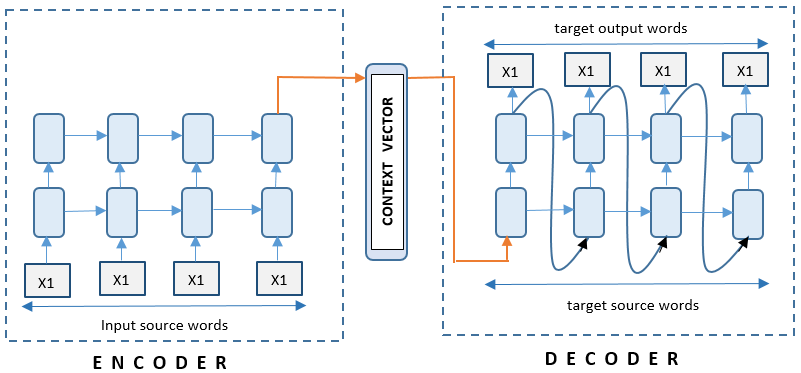 target output words
X1 X1 X1 X1
CONTEXT VECTOR
X1 X1 X1 X1
Input source words
target source words
ENCODER
DECODER